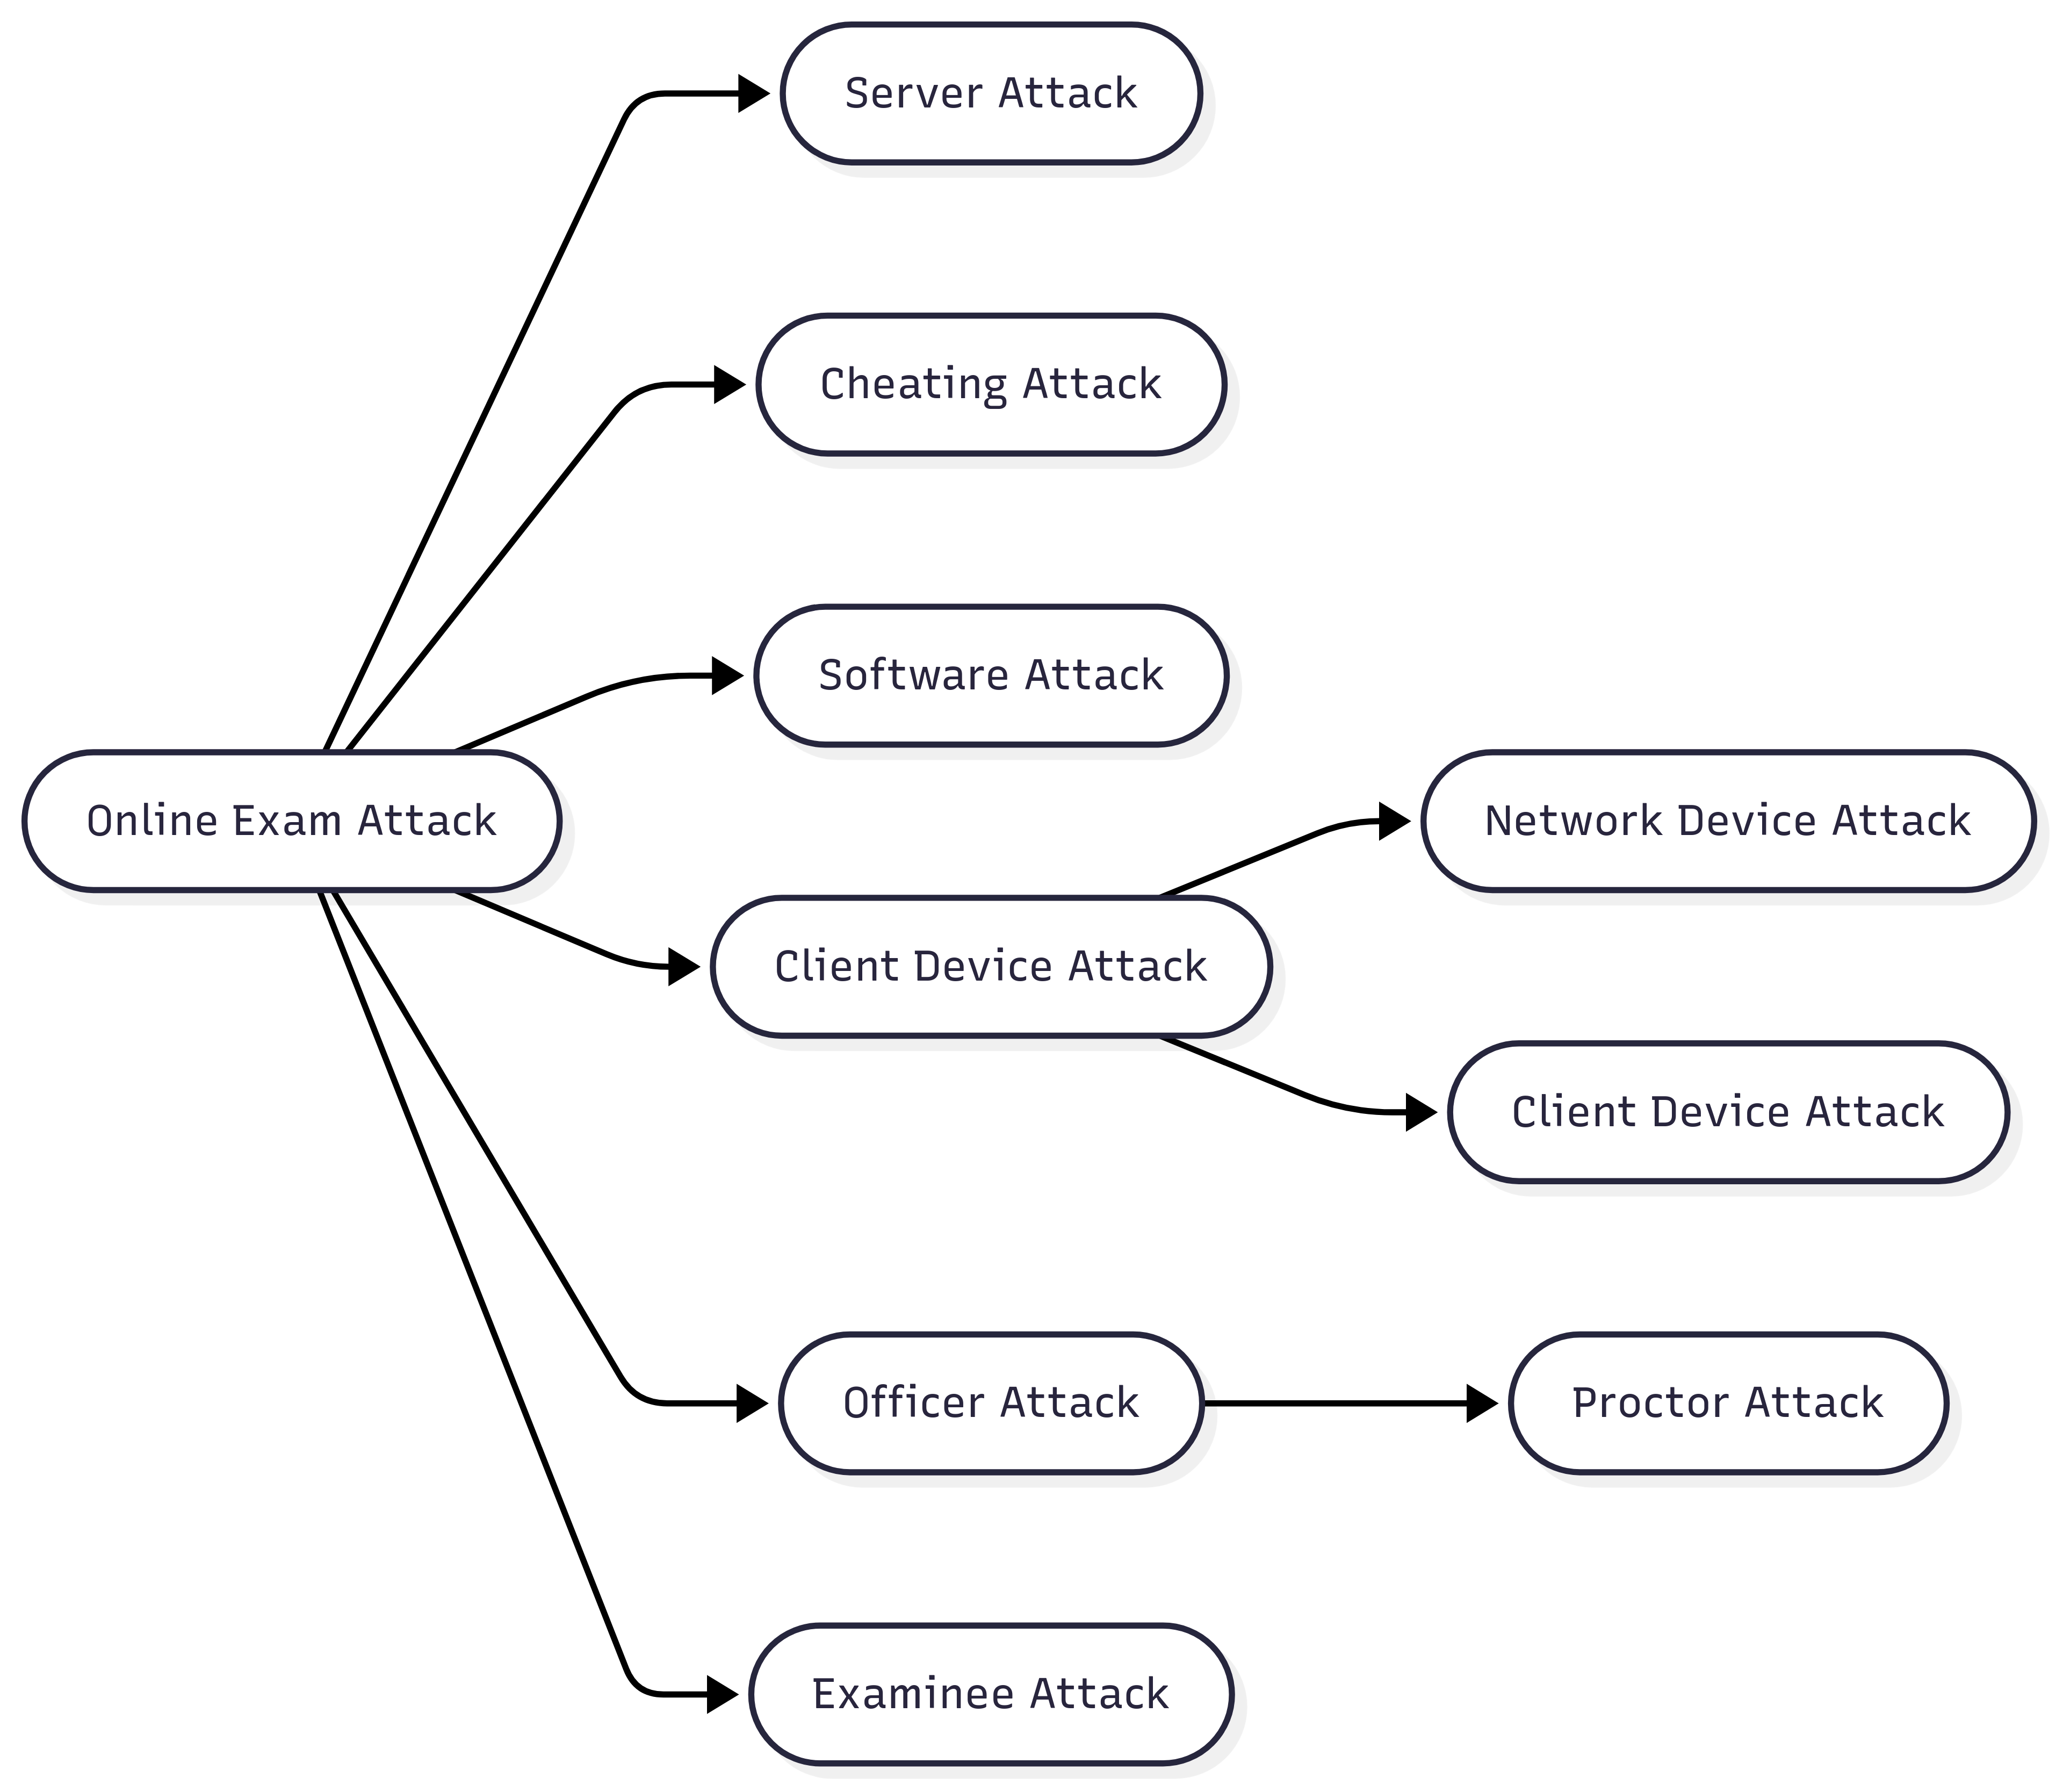 Server Attack
Cheating Attack
Software Attack
Online Exam Attack
Network Device Attack
Client Device Attack
Client Device Attack
Officer Attack
Proctor Attack
Examinee Attack